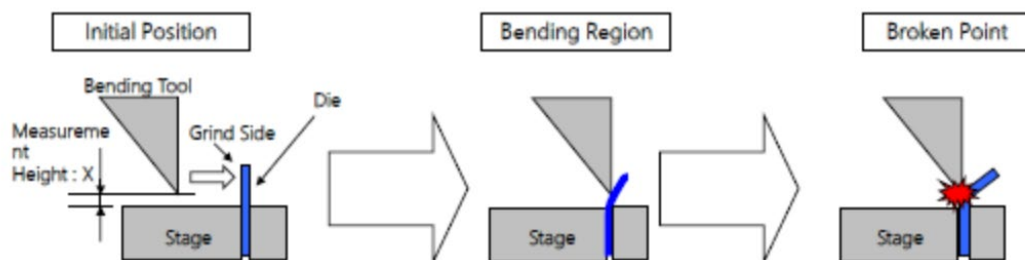 Initial Position
Bending Region
Broken Point
Bending Tool
Die
Grind Side
Measureme
nt
Height : X
Stage
Stage
Stage